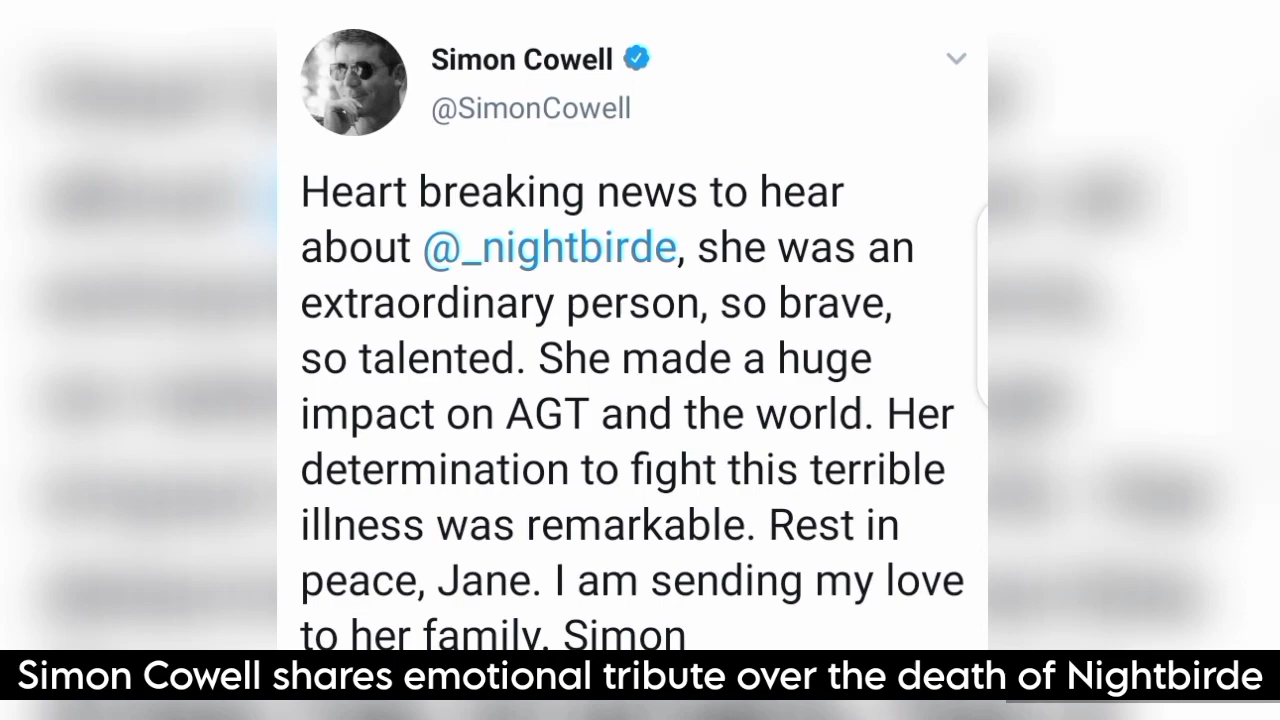 Simon Cowell
@SimonCowell
Heart breaking news to hear
about @_nightbirde, she was an
extraordinary person, so brave,
so talented. She made a huge
impact on AGT and the world. Her
determination to fight this terrible
illness was remarkable. Rest in
peace, Jane. I am sending my love
to her family. Simon
Simon Cowell shares emotional tribute over the death of Nightbirde